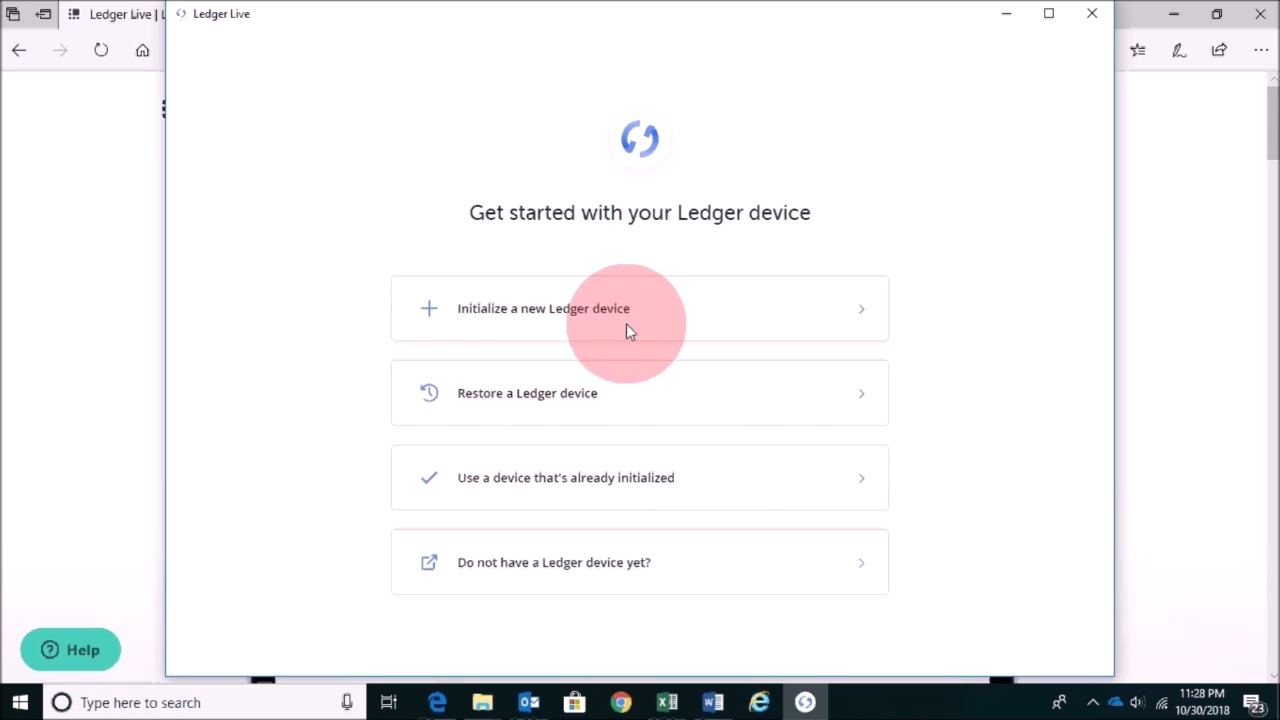 Ledger Live | L
Ledger Live
Get started with your Ledger device
Initialize a new Ledger device
Restore a Ledger device
Use a device that's already initialized
Do not have a Ledger device yet?
Help
Type here to search
11:28 PM
10/30/2018
23